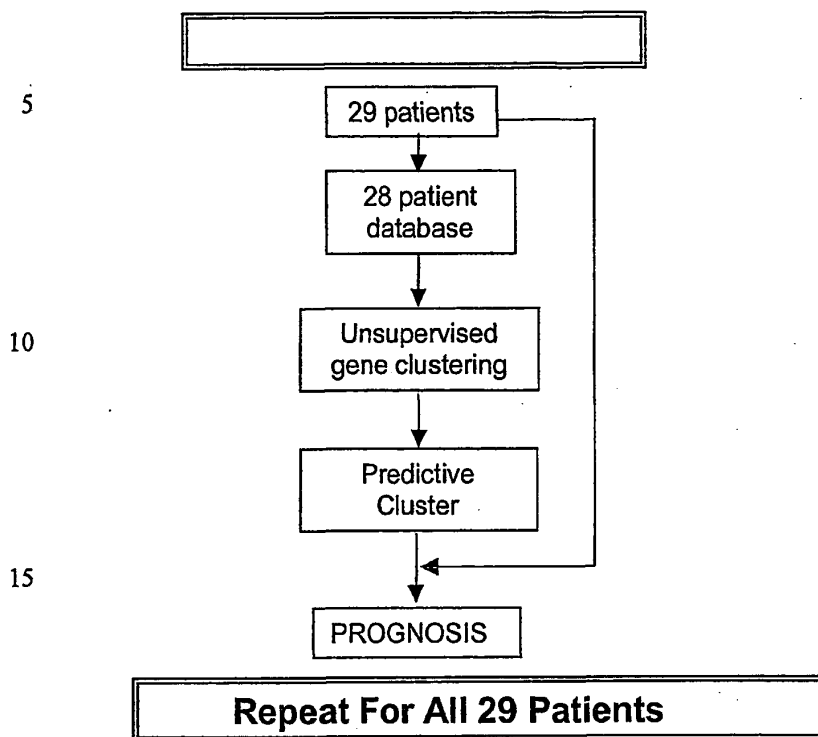 5
29 patients
28 patient
database
10
Unsupervised
gene clustering
Predictive
Cluster
15
PROGNOSIS
Repeat For All 29 Patients